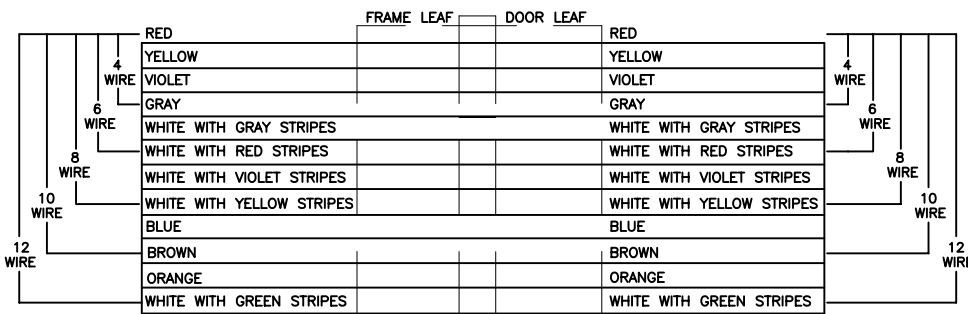 FRAME LEAF DOOR LEAF
RED RED
YELLOW YELLOW
4 WIRE VIOLET VIOLET 4 WIRE
GRAY GRAY
6 WIRE WHITE WITH GRAY STRIPES WHITE WITH GRAY STRIPES 6 WIRE
WHITE WITH RED STRIPES WHITE WITH RED STRIPES
8 WIRE WHITE WITH VIOLET STRIPES WHITE WITH VIOLET STRIPES 8 WIRE
WHITE WITH YELLOW STRIPES WHITE WITH YELLOW STRIPES
10 WIRE BLUE BLUE 10 WIRE
BROWN BROWN
12 WIRE ORANGE ORANGE 12 WIRE
WHITE WITH GREEN STRIPES WHITE WITH GREEN STRIPES